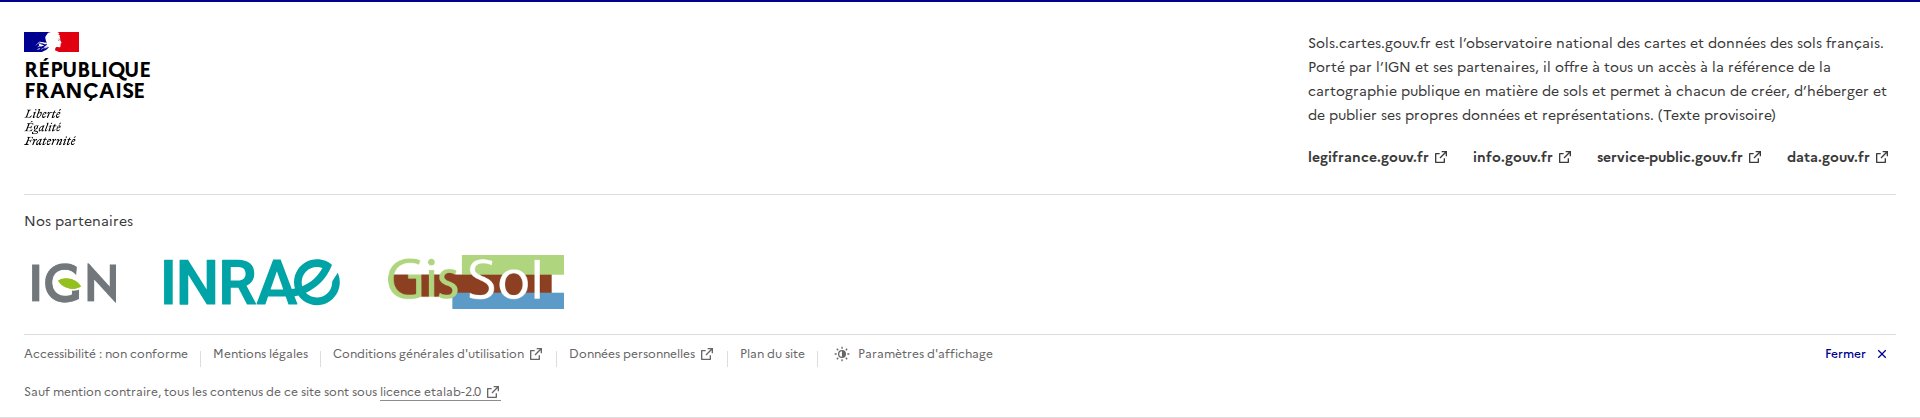 RÉPUBLIQUE
FRANÇAISE
Liberté
Égalité
Fraternité
Sols.cartes.gouv.fr est l’observatoire national des cartes et données des sols français.
Porté par l’IGN et ses partenaires, il offre à tous un accès à la référence de la
cartographie publique en matière de sols et permet à chacun de créer, d’héberger et
de publier ses propres données et représentations. (Texte provisoire)
legifrance.gouv.fr info.gouv.fr service-public.gouv.fr data.gouv.fr
Nos partenaires
IGN INRAE GisSol
Accessibilité : non conforme Mentions légales Conditions générales d'utilisation Données personnelles Plan du site Paramètres d'affichage Fermer
Sauf mention contraire, tous les contenus de ce site sont sous licence etalab-2.0